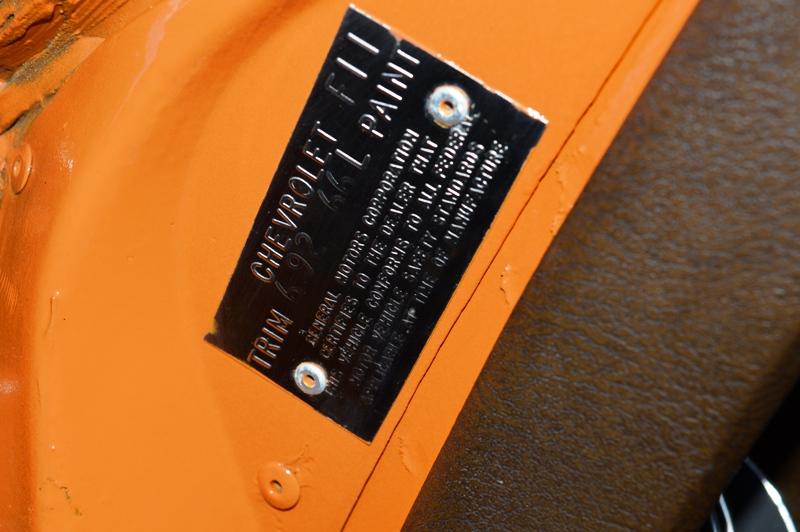 CHEVROLET F11
TRIM 692 66L PAINT
GENERAL MOTORS CORPORATION
CERTIFIES TO THE DEALER THAT
THIS VEHICLE CONFORMS TO ALL FEDERAL
MOTOR VEHICLE SAFETY STANDARDS
APPLICABLE AT TIME OF MANUFACTURE